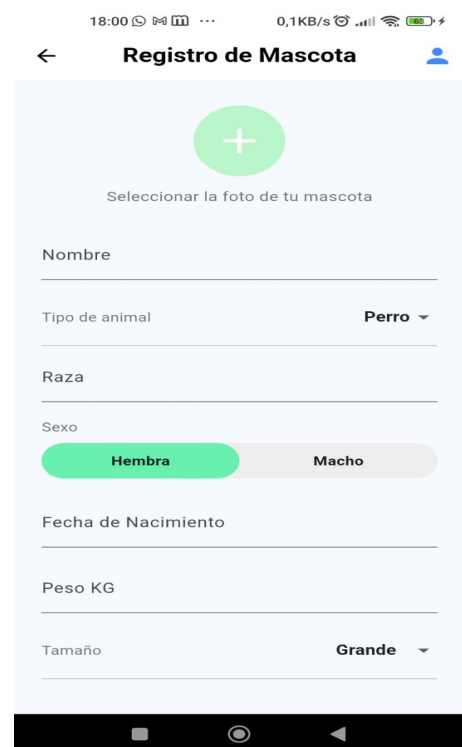 18:00 ... 0,1KB/s 63
Registro de Mascota
Seleccionar la foto de tu mascota
Nombre
Tipo de animal Perro
Raza
Sexo
Hembra Macho
Fecha de Nacimiento
Peso KG
Tamaño Grande